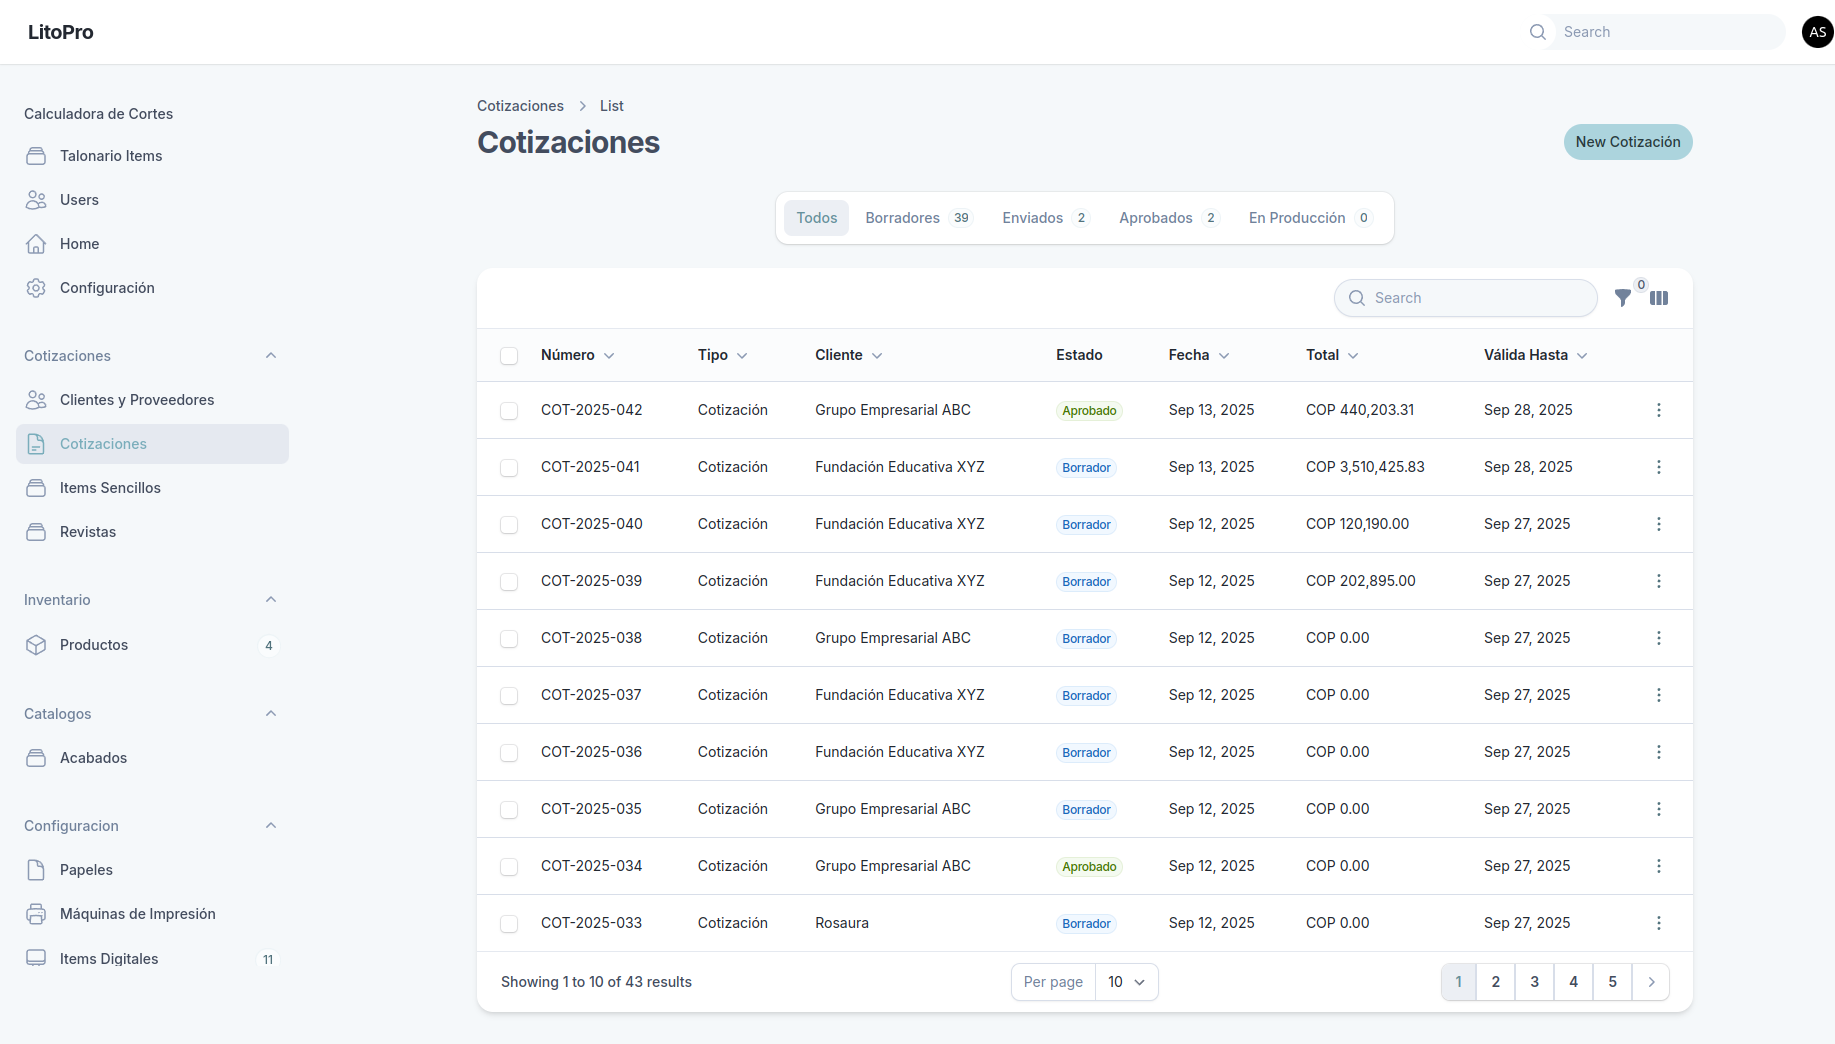 LitoPro
Search
AS
Calculadora de Cortes
Talonario Items
Users
Home
Configuración
Cotizaciones
Clientes y Proveedores
Cotizaciones
Items Sencillos
Revistas
Inventario
Productos 4
Catalogos
Acabados
Configuracion
Papeles
Máquinas de Impresión
Items Digitales 11
Cotizaciones List
Cotizaciones
New Cotización
Todos Borradores 39 Enviados 2 Aprobados 2 En Producción 0
Search 0
Número Tipo Cliente Estado Fecha Total Válida Hasta
COT-2025-042 Cotización Grupo Empresarial ABC Aprobado Sep 13, 2025 COP 440,203.31 Sep 28, 2025
COT-2025-041 Cotización Fundación Educativa XYZ Borrador Sep 13, 2025 COP 3,510,425.83 Sep 28, 2025
COT-2025-040 Cotización Fundación Educativa XYZ Borrador Sep 12, 2025 COP 120,190.00 Sep 27, 2025
COT-2025-039 Cotización Fundación Educativa XYZ Borrador Sep 12, 2025 COP 202,895.00 Sep 27, 2025
COT-2025-038 Cotización Grupo Empresarial ABC Borrador Sep 12, 2025 COP 0.00 Sep 27, 2025
COT-2025-037 Cotización Fundación Educativa XYZ Borrador Sep 12, 2025 COP 0.00 Sep 27, 2025
COT-2025-036 Cotización Fundación Educativa XYZ Borrador Sep 12, 2025 COP 0.00 Sep 27, 2025
COT-2025-035 Cotización Grupo Empresarial ABC Borrador Sep 12, 2025 COP 0.00 Sep 27, 2025
COT-2025-034 Cotización Grupo Empresarial ABC Aprobado Sep 12, 2025 COP 0.00 Sep 27, 2025
COT-2025-033 Cotización Rosaura Borrador Sep 12, 2025 COP 0.00 Sep 27, 2025
Showing 1 to 10 of 43 results Per page 10 1 2 3 4 5